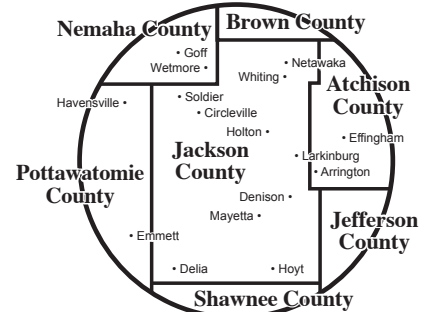 Brown County
Nemaha County
Goff
Wetmore
Netawaka
Whiting
Atchison
County
Havensville
Soldier
Circleville
Holton
Effingham
Jackson
County
Larkinburg
Arrington
Pottawatomie
County
Denison
Mayetta
Jefferson
County
Emmett
Delia
Hoyt
Shawnee County